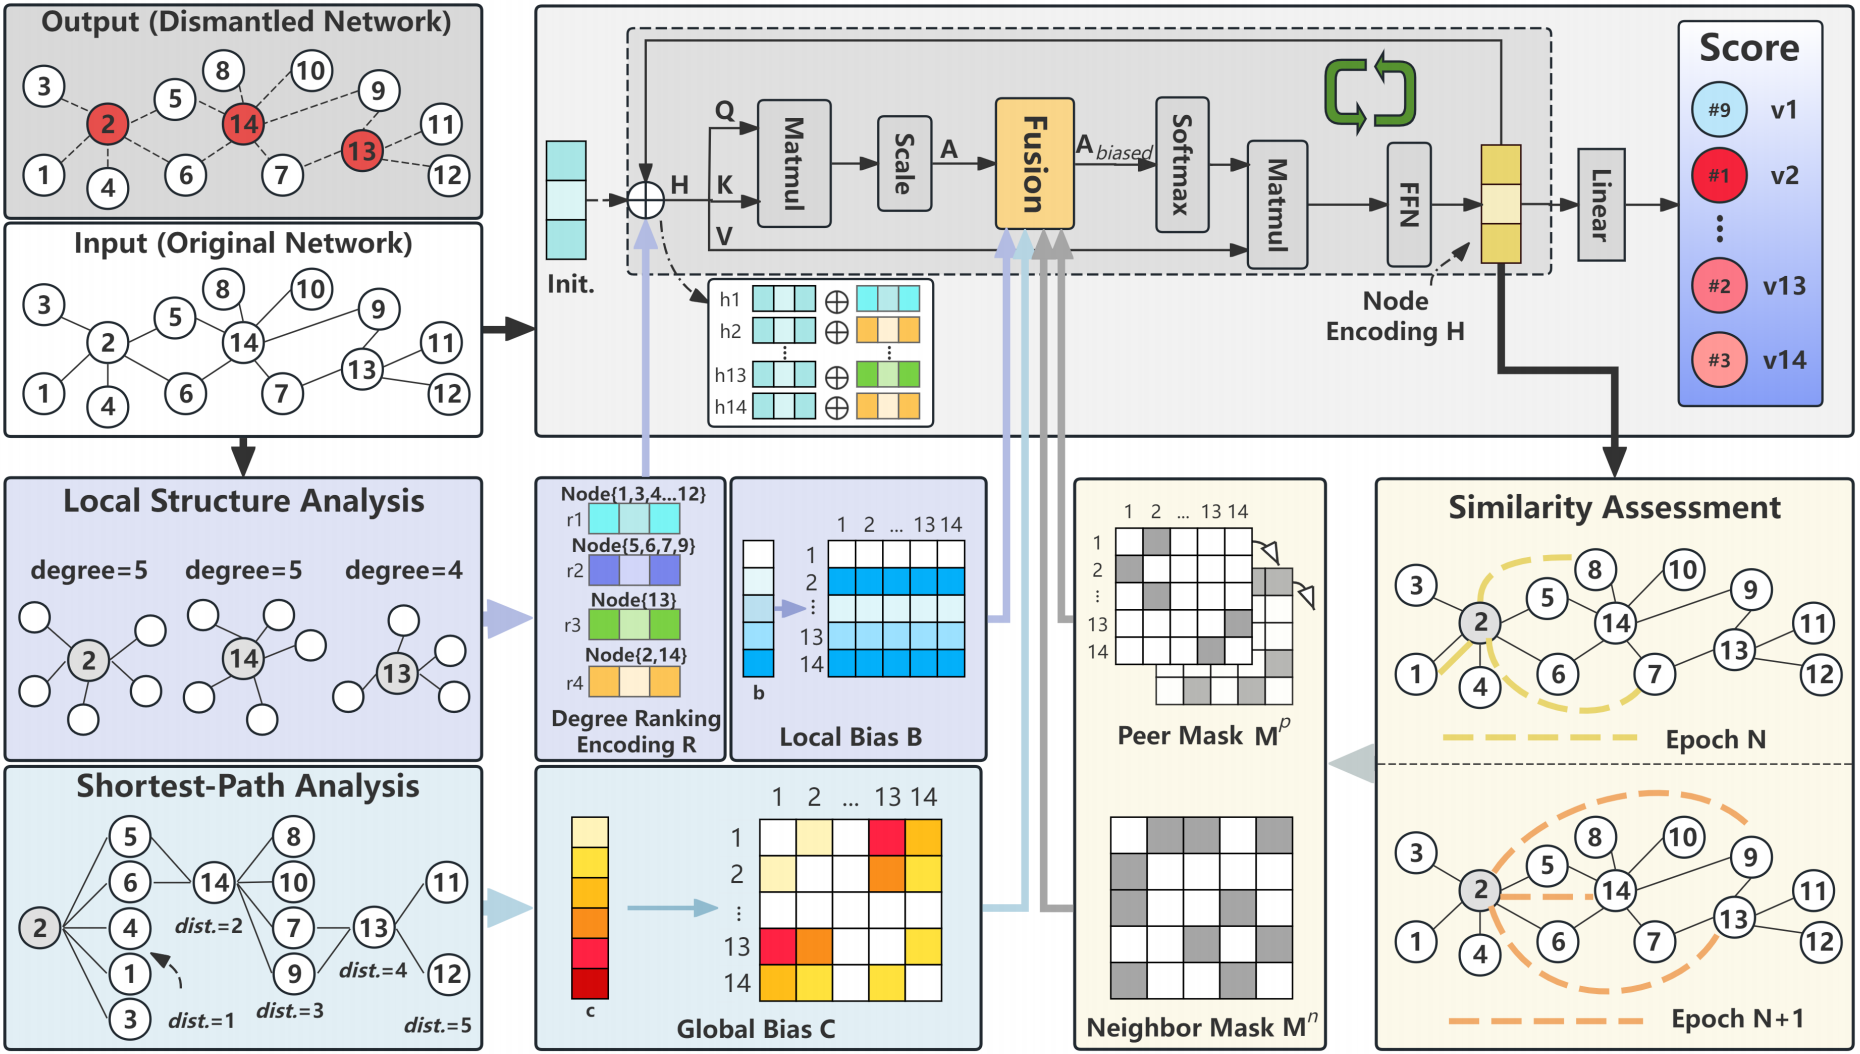 Output (Dismantled Network)
3 8 10 9
5
2 14 11
13
1 4 6 7 12
Input (Original Network)
3 8 10 9
5
2 14 11
13
1 4 6 7 12
Init.
H
Q
K
V
Matmul
Scale
A
Fusion
A biased
Softmax
Matmul
FFN
Linear
Node
Encoding H
h1
h2
h13
h14
Score
#9 v1
#1 v2
#2 v13
#3 v14
Local Structure Analysis
degree=5 degree=5 degree=4
2 14 13
Node{1,3,4...12}
r1
Node{5,6,7,9}
r2
Node{13}
r3
Node{2,14}
r4
Degree Ranking
Encoding R
1 2 ... 13 14
1
2
13
14
b
Local Bias B
1 2 ... 13 14
1
2
13
14
Peer Mask M^p
Neighbor Mask M^n
Similarity Assessment
3 8 10 9
5
2 14 11
13
1 4 6 7 12
Epoch N
3 8 10 9
5
2 14 11
13
1 4 6 7 12
Epoch N+1
Shortest-Path Analysis
5 8
6 14 10 11
2 4 7 13
1 9 12
3
dist.=1
dist.=2
dist.=3
dist.=4
dist.=5
1 2 ... 13 14
1
2
13
14
c
Global Bias C